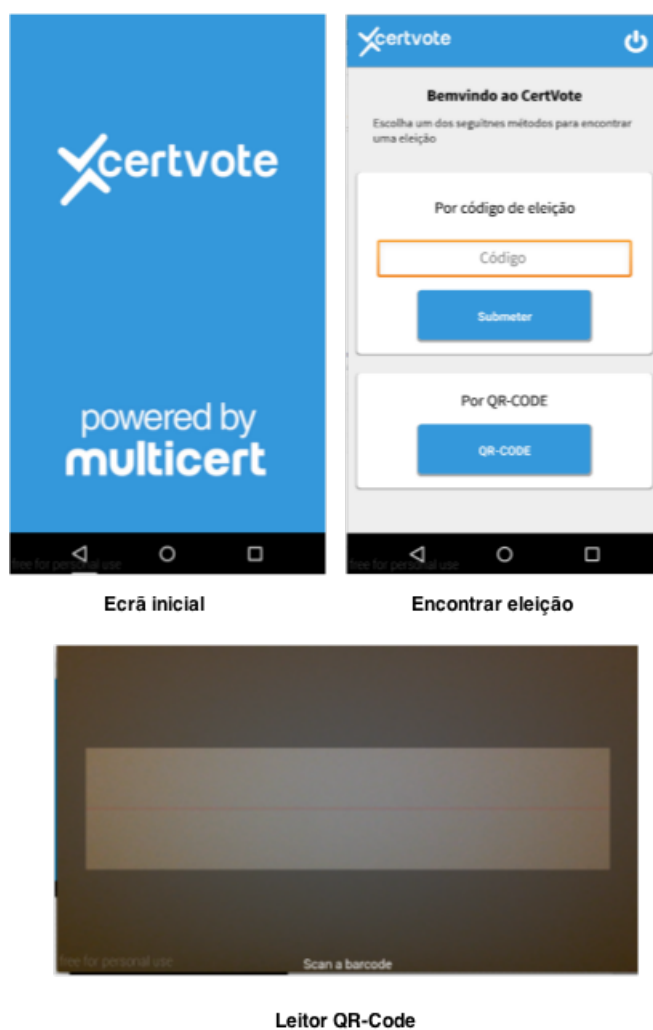 certvote
powered by
multicert
free for personal use
Ecrã inicial
certvote
Bemvindo ao CertVote
Escolha um dos seguitnes métodos para encontrar
uma eleição
Por código de eleição
Código
Submeter
Por QR-CODE
QR-CODE
free for personal use
Encontrar eleição
free for personal use
Scan a barcode
Leitor QR-Code